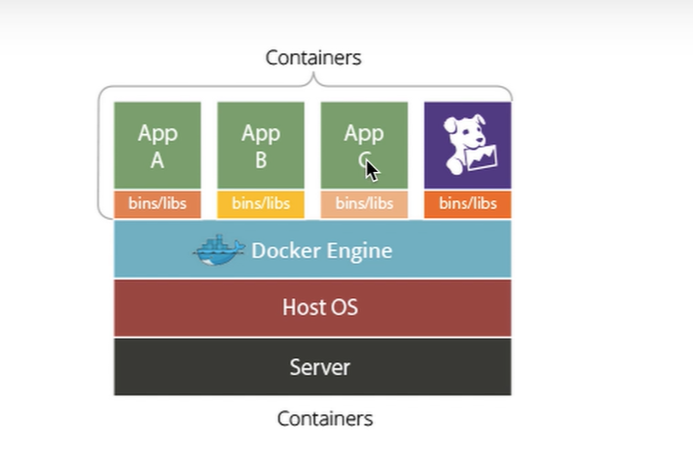 Containers
App
A
App
B
App
C
bins/libs
bins/libs
bins/libs
bins/libs
Docker Engine
Host OS
Server
Containers